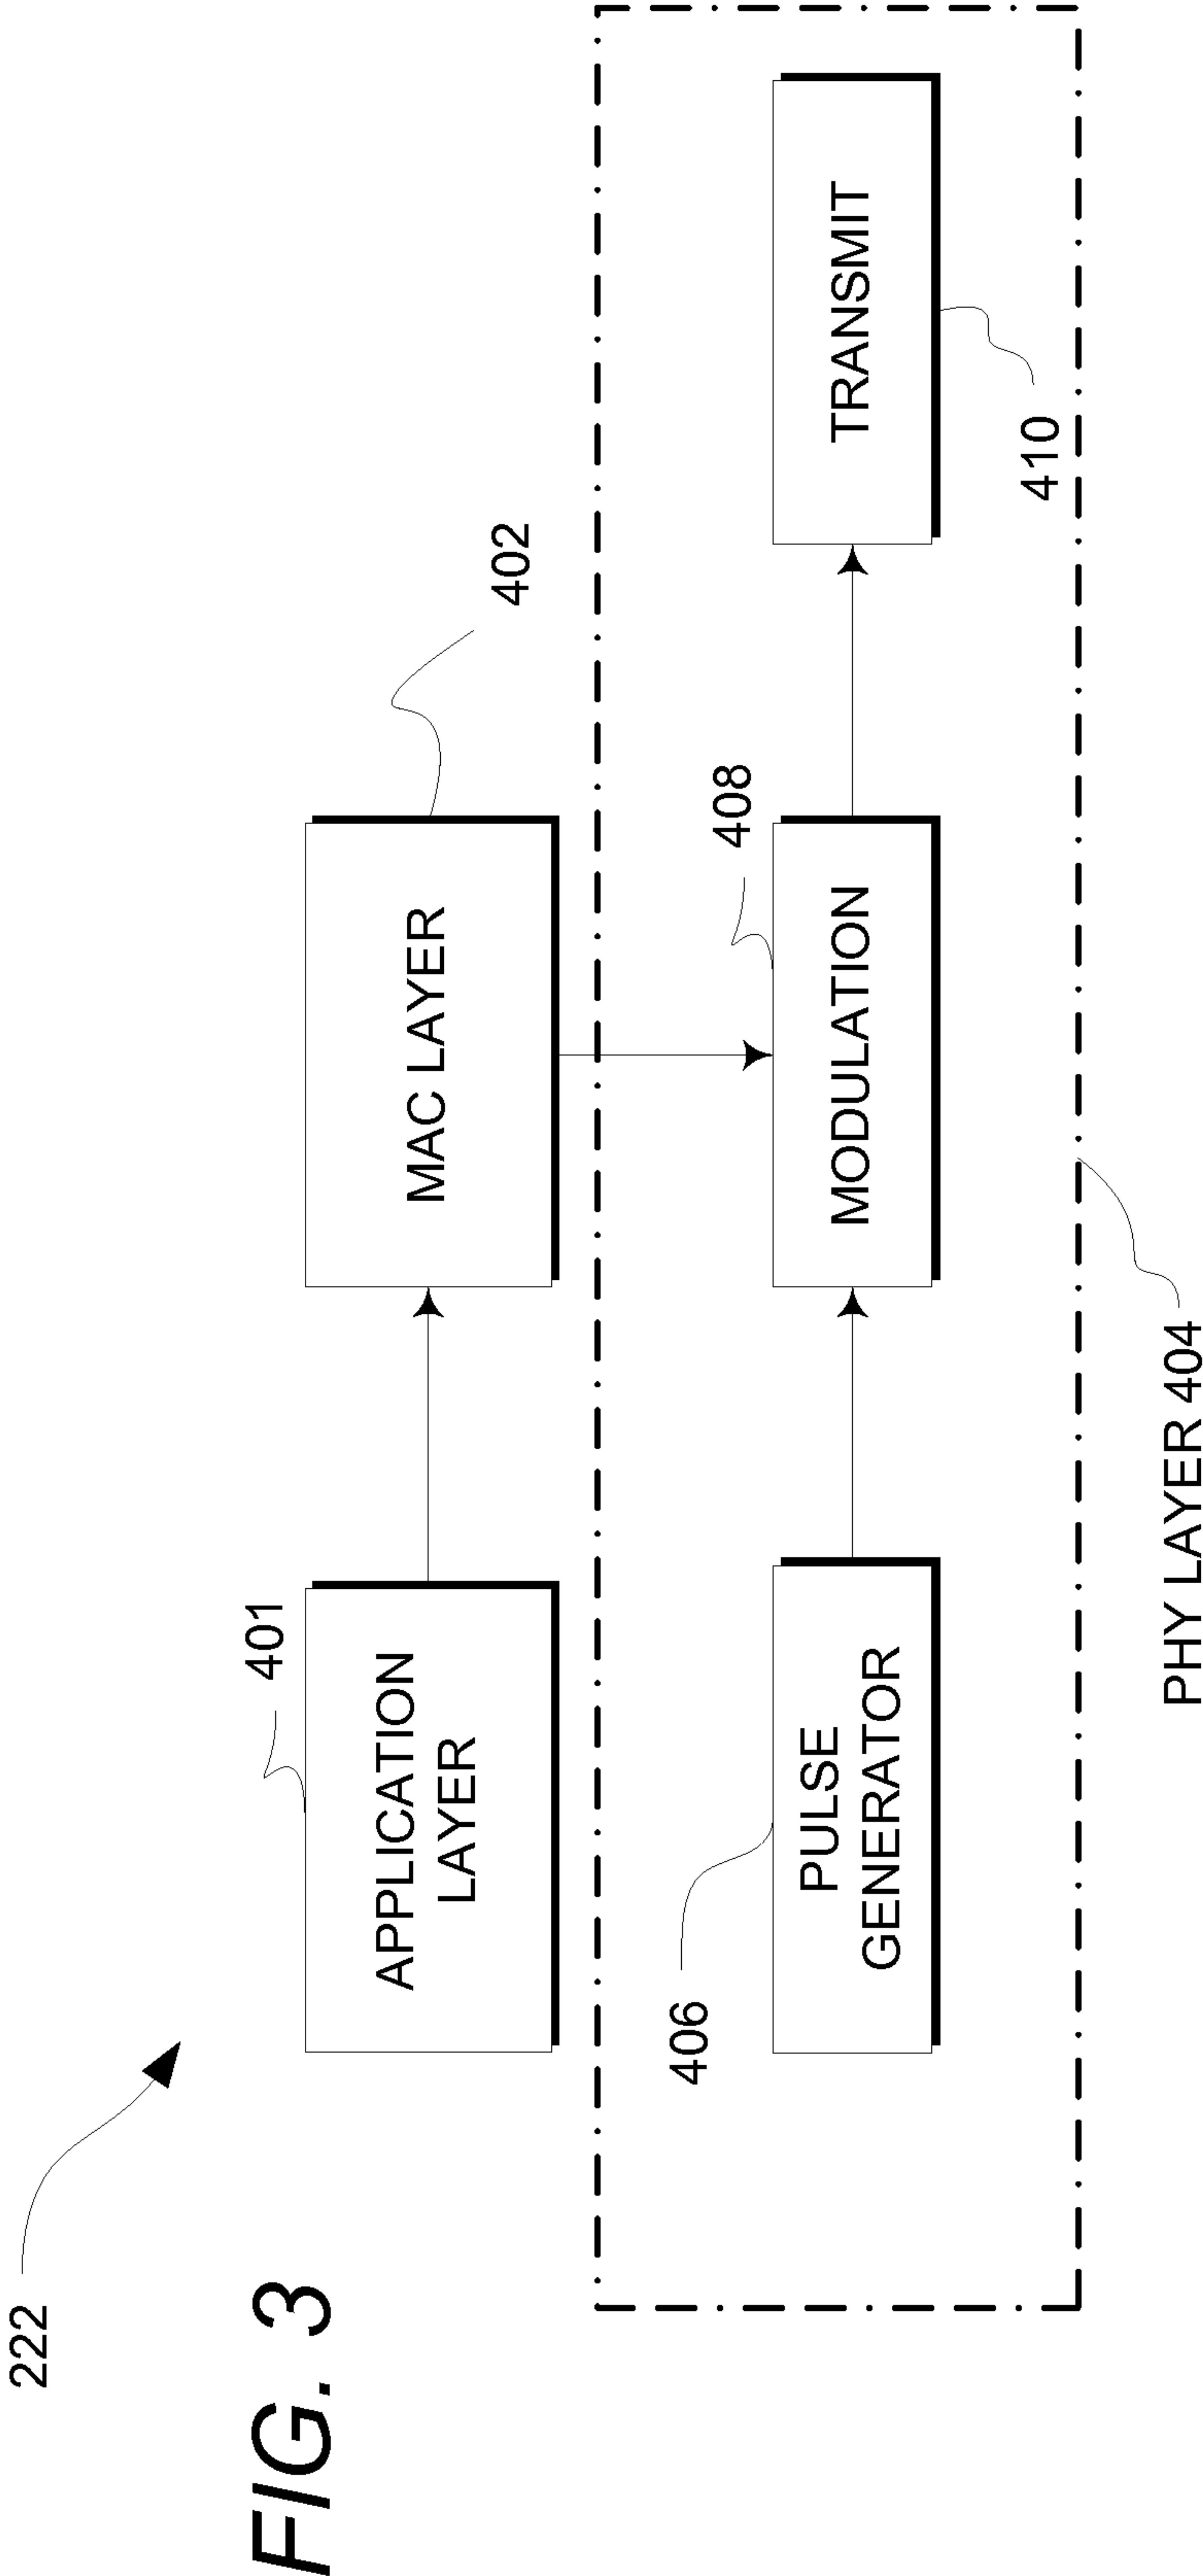 222
FIG. 3
401
APPLICATION
LAYER
MAC LAYER
402
406
PULSE
GENERATOR
408
MODULATION
TRANSMIT
410
PHY LAYER 404